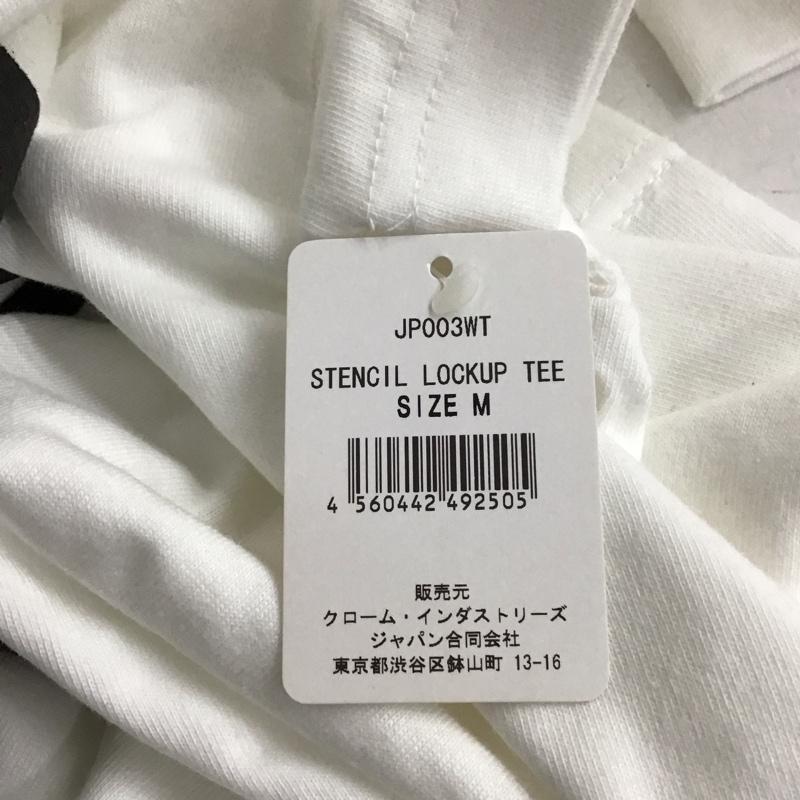 JP003WT
STENCIL LOCKUP TEE
SIZE M
4 560442 492505
販売元
クローム・インダストリーズ
ジャパン合同会社
東京都渋谷区鉢山町 13-16